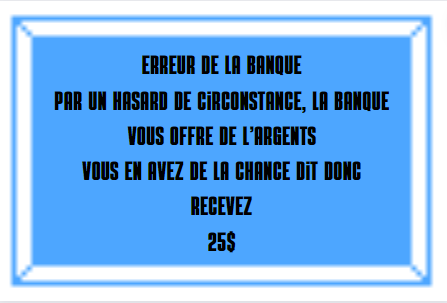 ERREUR DE LA BANQUE
PAR UN HASARD DE CiRCONSTANCE, LA BANQUE
VOUS OFFRE DE L'ARGENTS
VOUS EN AVEZ DE LA CHANCE DiT DONC
RECEVEZ
25$